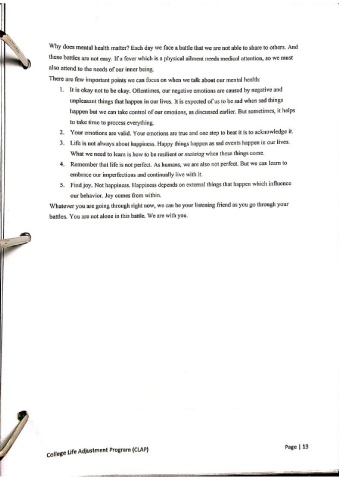 Why does mental health matter? Each day we face a battle that we are not able to share to others. And
these battles are not easy. If a fever which is a physical ailment needs medical attention, so we must
also attend to the needs of our inner being.
There are few important points we can focus on when we talk about our mental health:
1. It is okay not to be okay. Oftentimes, our negative emotions are caused by negative and
unpleasant things that happen in our lives. It is expected of us to be sad when sad things
happen but we can take control of our emotions, as discussed earlier. But sometimes, it helps
to take time to process everything.
2. Your emotions are valid. Your emotions are true and one step to beat it is to acknowledge it.
3. Life is not always about happiness. Happy things happen as sad events happen in our lives.
What we need to learn is how to be resilient or when these things come.
4. Remember that life is not perfect. As humans, we are also not perfect. But we can learn to
embrace our imperfections and continually live with it.
5. Find joy. Not happiness. Happiness depends on external things that happen which influence
our behavior. Joy comes from within.
Whatever you are going through right now, we can be your listening friend as you go through your
battles. You are not alone in this battle. We are with you.
College Life Adjustment Program (CLAP)
Page | 13